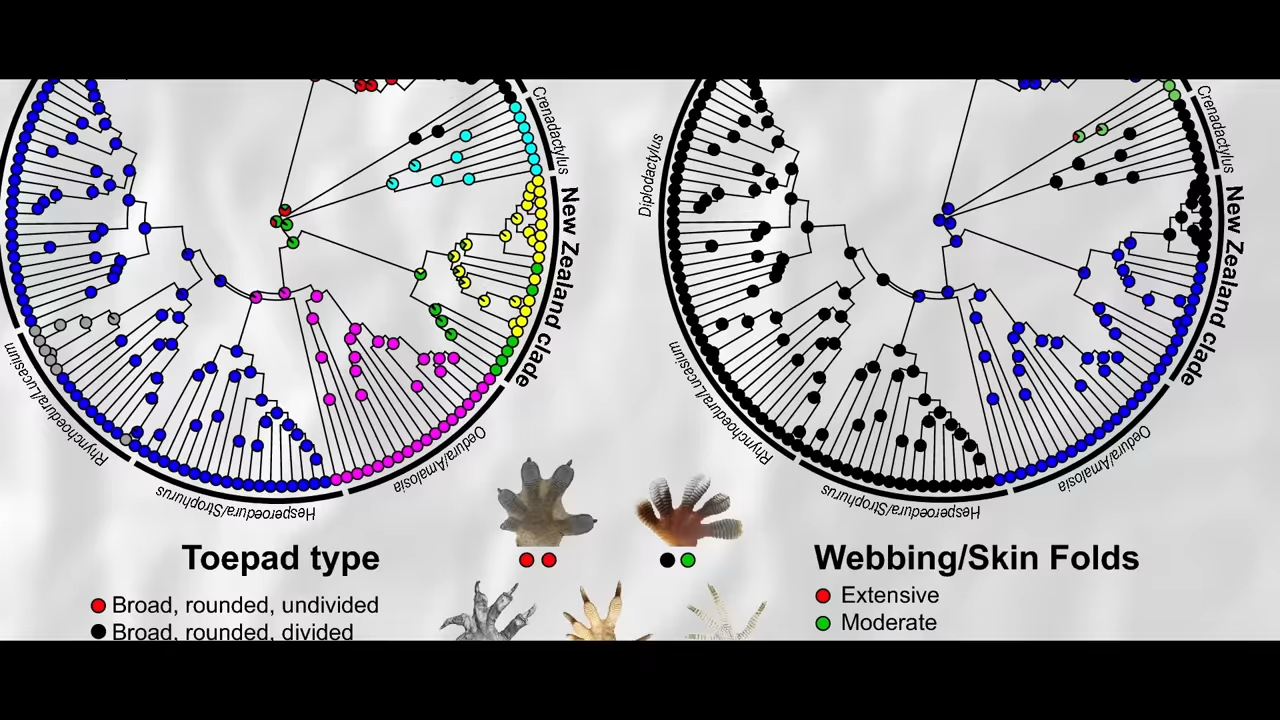 Crenadactylus
New Zealand clade
Rhynchoedura/Lucasium
Hesperoedura/Strophurus
Oedura/Amalosia
Diplodactylus
Crenadactylus
New Zealand clade
Rhynchoedura/Lucasium
Hesperoedura/Strophurus
Oedura/Amalosia
Toepad type
Broad, rounded, undivided
Broad, rounded, divided
Webbing/Skin Folds
Extensive
Moderate